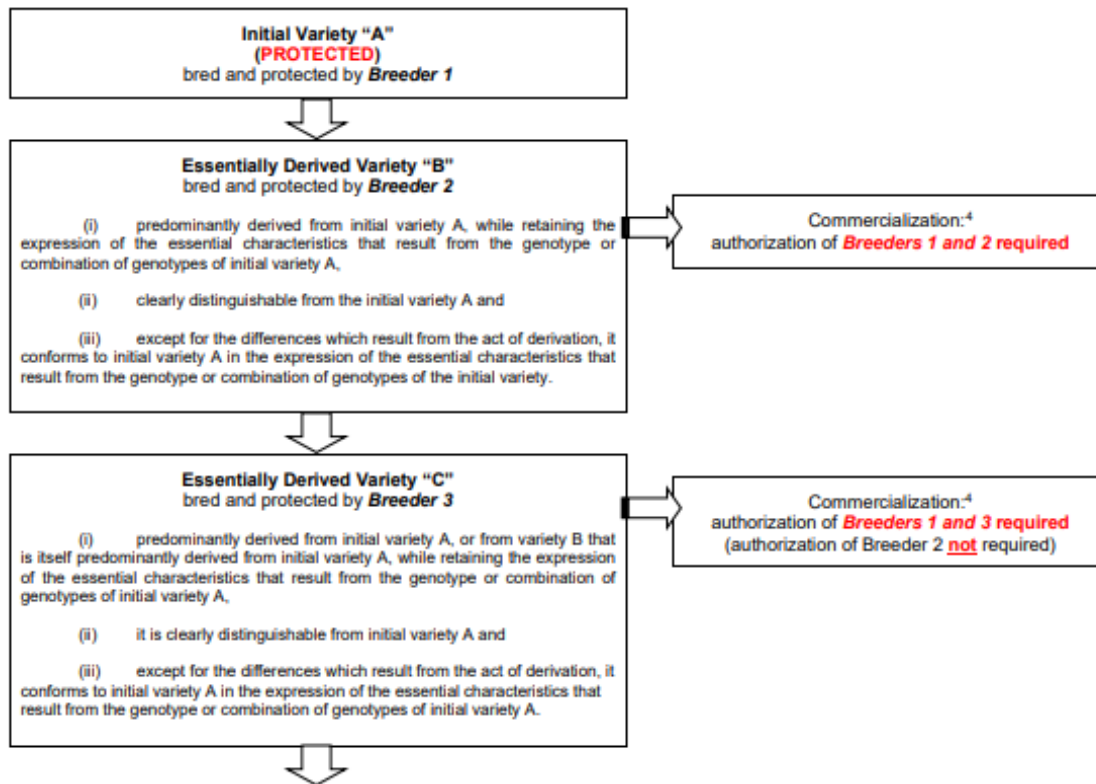 Initial Variety “A”
(PROTECTED)
bred and protected by Breeder 1
Essentially Derived Variety “B”
bred and protected by Breeder 2
(i) predominantly derived from initial variety A, while retaining the
expression of the essential characteristics that result from the genotype or
combination of genotypes of initial variety A,
(ii) clearly distinguishable from the initial variety A and
(iii) except for the differences which result from the act of derivation, it
conforms to initial variety A in the expression of the essential characteristics that
result from the genotype or combination of genotypes of the initial variety.
Commercialization:4
authorization of Breeders 1 and 2 required
Essentially Derived Variety “C”
bred and protected by Breeder 3
(i) predominantly derived from initial variety A, or from variety B that
is itself predominantly derived from initial variety A, while retaining the expression
of the essential characteristics that result from the genotype or combination of
genotypes of initial variety A,
(ii) it is clearly distinguishable from initial variety A and
(iii) except for the differences which result from the act of derivation, it
conforms to initial variety A in the expression of the essential characteristics that
result from the genotype or combination of genotypes of initial variety A.
Commercialization:4
authorization of Breeders 1 and 3 required
(authorization of Breeder 2 not required)